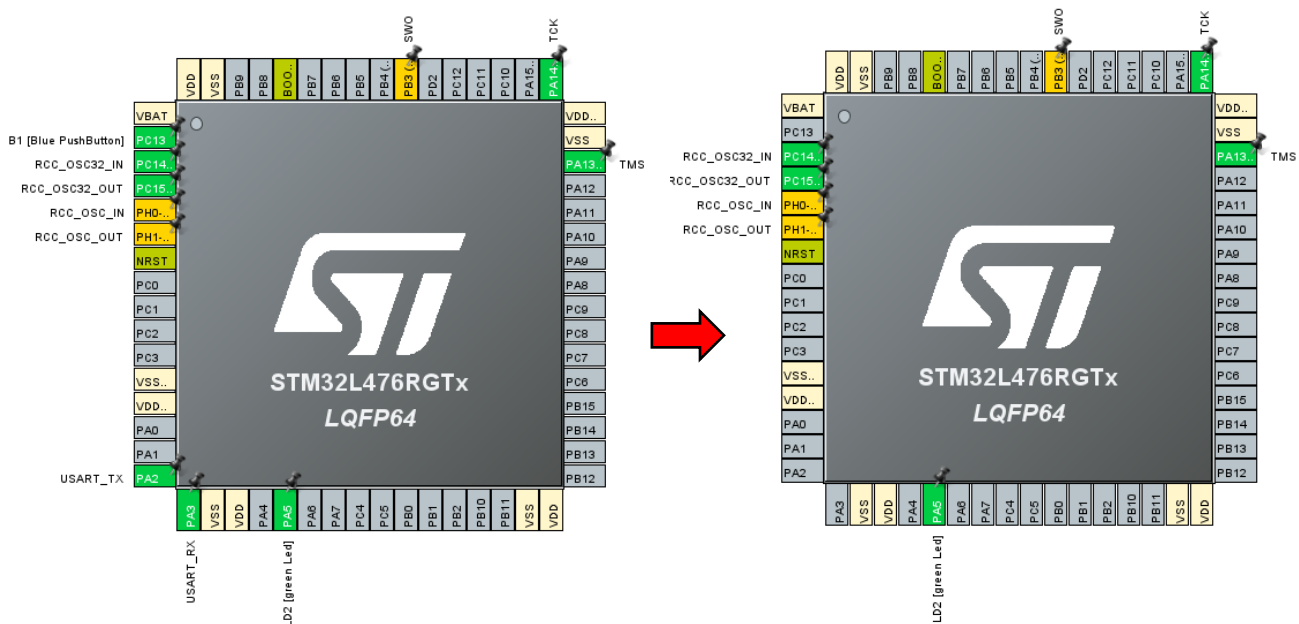 SWO
TCK
VDD
VSS
PB9
PB8
BOO..
PB7
PB6
PB5
PB4 (..
PB3 (..
PD2
PC12
PC11
PC10
PA15..
PA14..
B1 [Blue PushButton]
RCC_OSC32_IN
RCC_OSC32_OUT
RCC_OSC_IN
RCC_OSC_OUT
USART_TX
VBAT
PC13
PC14..
PC15..
PH0-..
PH1-..
NRST
PC0
PC1
PC2
PC3
VSS..
VDD..
PA0
PA1
PA2
ST
STM32L476RGTx
LQFP64
VDD..
VSS
PA13..
TMS
PA12
PA11
PA10
PA9
PA8
PC9
PC8
PC7
PC6
PB15
PB14
PB13
PB12
PA3
VSS
VDD
PA4
PA5
PA6
PA7
PC4
PC5
PB0
PB1
PB2
PB10
PB11
VSS
VDD
USART_RX
LD2 [green Led]
SWO
TCK
VDD
VSS
PB9
PB8
BOO..
PB7
PB6
PB5
PB4 (..
PB3 (..
PD2
PC12
PC11
PC10
PA15..
PA14..
RCC_OSC32_IN
RCC_OSC32_OUT
RCC_OSC_IN
RCC_OSC_OUT
VBAT
PC13
PC14..
PC15..
PH0-..
PH1-..
NRST
PC0
PC1
PC2
PC3
VSS..
VDD..
PA0
PA1
PA2
ST
STM32L476RGTx
LQFP64
VDD..
VSS
PA13..
TMS
PA12
PA11
PA10
PA9
PA8
PC9
PC8
PC7
PC6
PB15
PB14
PB13
PB12
PA3
VSS
VDD
PA4
PA5
PA6
PA7
PC4
PC5
PB0
PB1
PB2
PB10
PB11
VSS
VDD
LD2 [green Led]